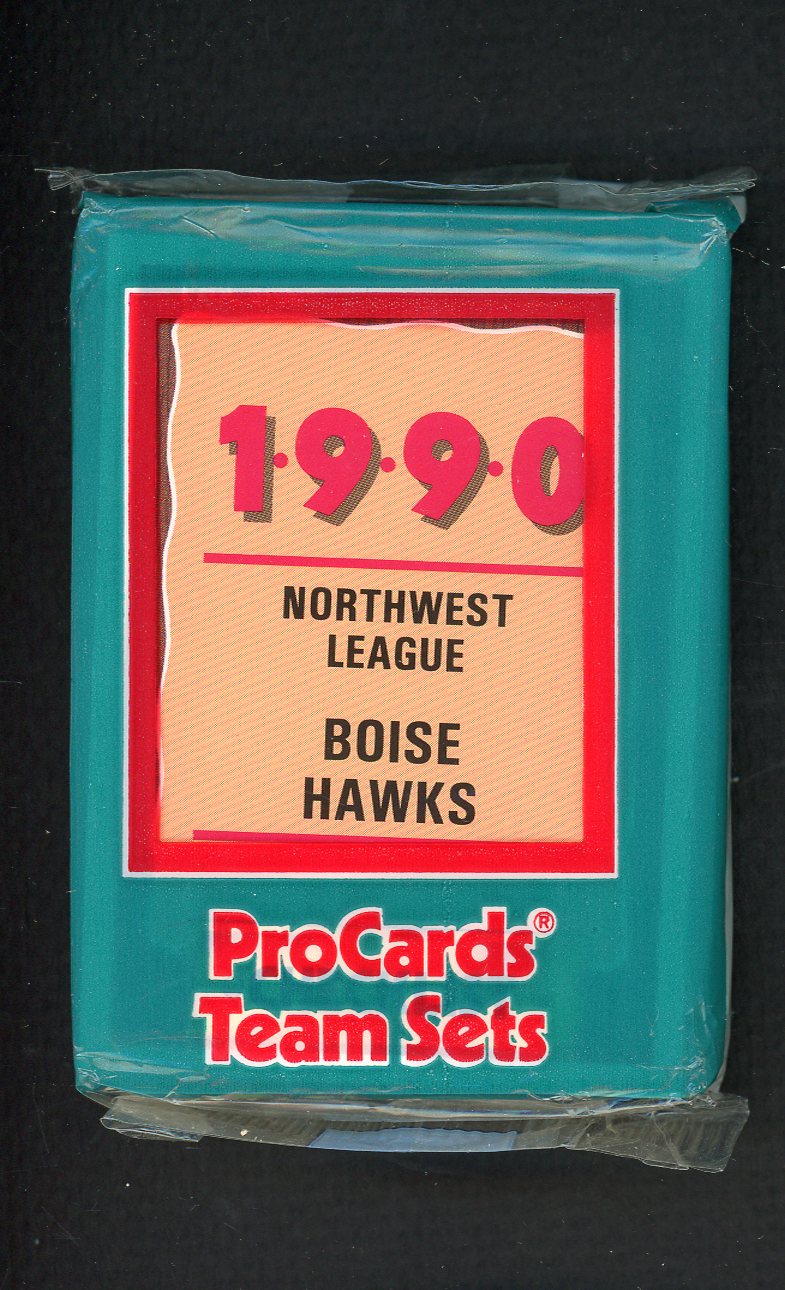 1·9·9·0
NORTHWEST
LEAGUE
BOISE
HAWKS
ProCards®
Team Sets